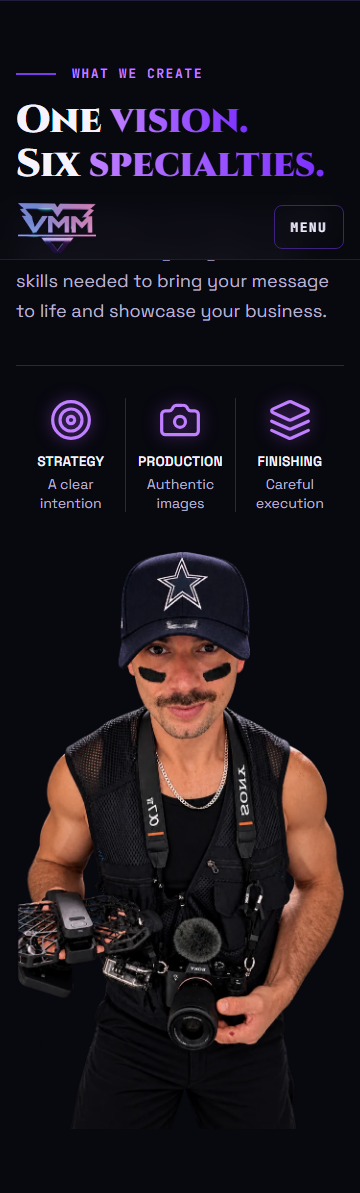 WHAT WE CREATE
One vision.
Six specialties.
VMM
MENU
skills needed to bring your message
to life and showcase your business.
STRATEGY
A clear
intention
PRODUCTION
Authentic
images
FINISHING
Careful
execution
SONY
SONY